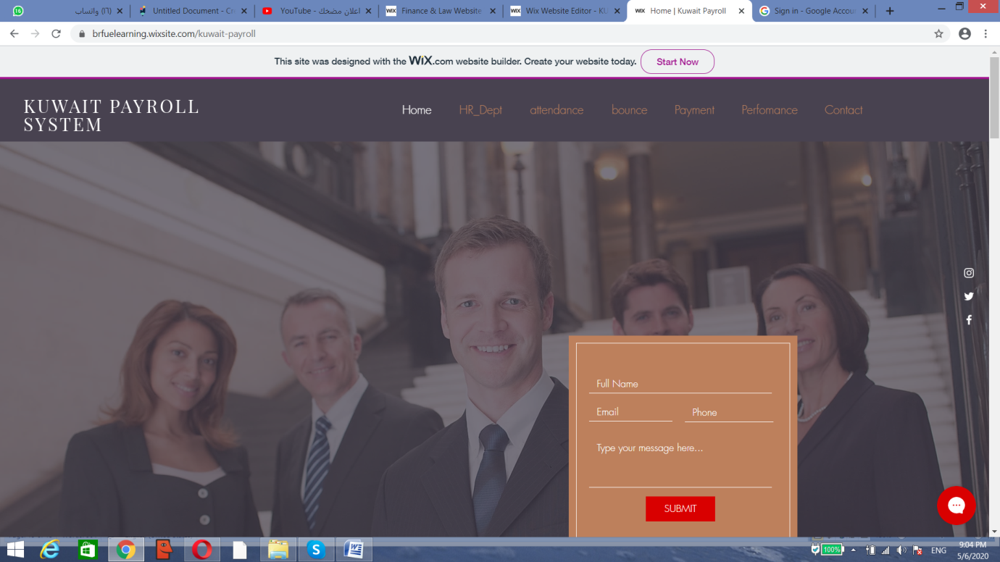 16
(١٦) واتساب
Untitled Document - Cr
YouTube - اعلان مضحك
Finance & Law Website
Wix Website Editor - KU
Home | Kuwait Payroll
Sign in - Google Accou
brfuelearning.wixsite.com/kuwait-payroll
This site was designed with the WiX.com website builder. Create your website today.
Start Now
KUWAIT PAYROLL
SYSTEM
Home
HR_Dept
attendance
bounce
Payment
Perfomance
Contact
Full Name
Email
Phone
Type your message here...
SUBMIT
100%
ENG
9:04 PM
5/6/2020